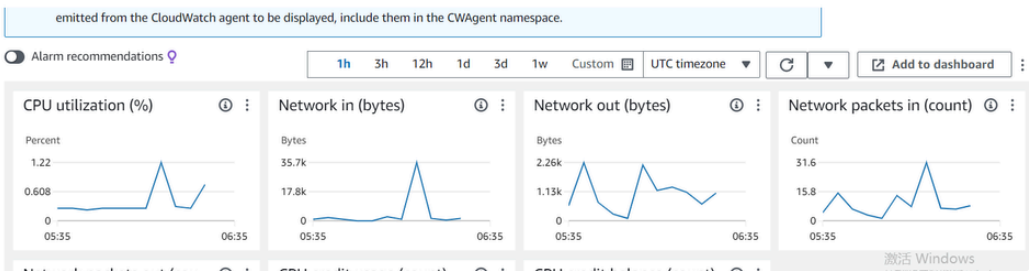 emitted from the CloudWatch agent to be displayed, include them in the CWAgent namespace.
Alarm recommendations
1h 3h 12h 1d 3d 1w Custom UTC timezone Add to dashboard
CPU utilization (%)
Percent
1.22
0.608
0
05:35 06:35
Network in (bytes)
Bytes
35.7k
17.8k
0
05:35 06:35
Network out (bytes)
Bytes
2.26k
1.13k
0
05:35 06:35
Network packets in (count)
Count
31.6
15.8
0
05:35 06:35
激活 Windows